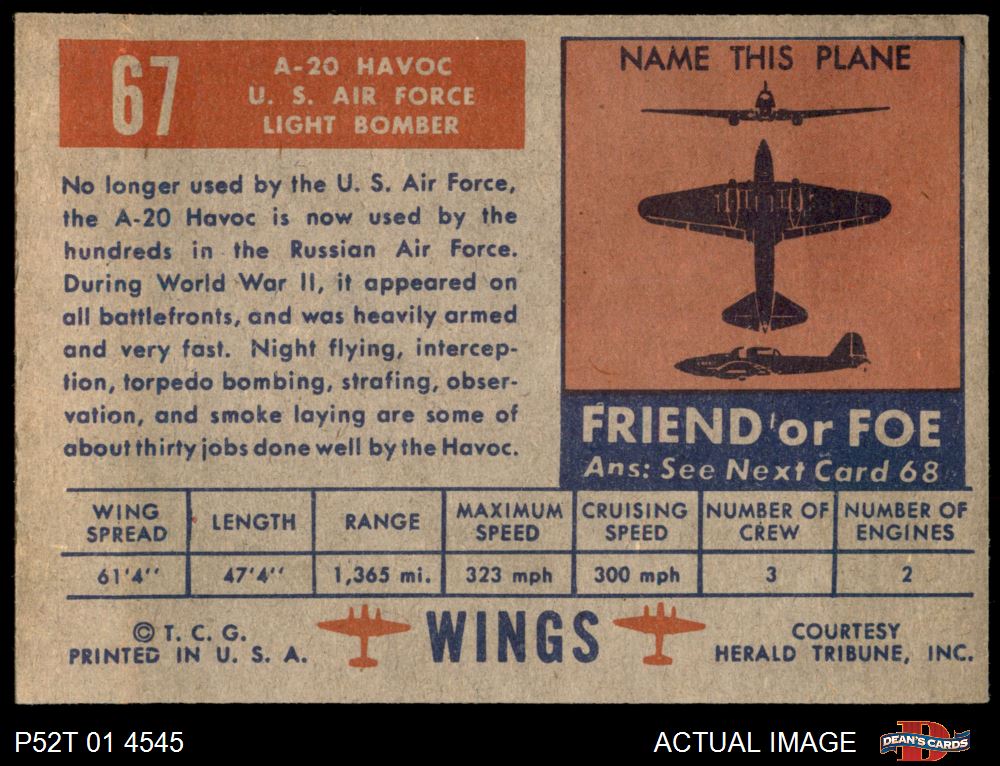 67
A-20 HAVOC
U. S. AIR FORCE
LIGHT BOMBER
No longer used by the U. S. Air Force,
the A-20 Havoc is now used by the
hundreds in the Russian Air Force.
During World War II, it appeared on
all battlefronts, and was heavily armed
and very fast. Night flying, intercep-
tion, torpedo bombing, strafing, obser-
vation, and smoke laying are some of
about thirty jobs done well by the Havoc.
NAME THIS PLANE
FRIEND or FOE
Ans: See Next Card 68
WING SPREAD
LENGTH
RANGE
MAXIMUM SPEED
CRUISING SPEED
NUMBER OF CREW
NUMBER OF ENGINES
61'4''
47'4''
1,365 mi.
323 mph
300 mph
3
2
© T. C. G.
PRINTED IN U. S. A.
WINGS
COURTESY
HERALD TRIBUNE, INC.
P52T 01 4545
ACTUAL IMAGE
D
DEAN'S CARDS